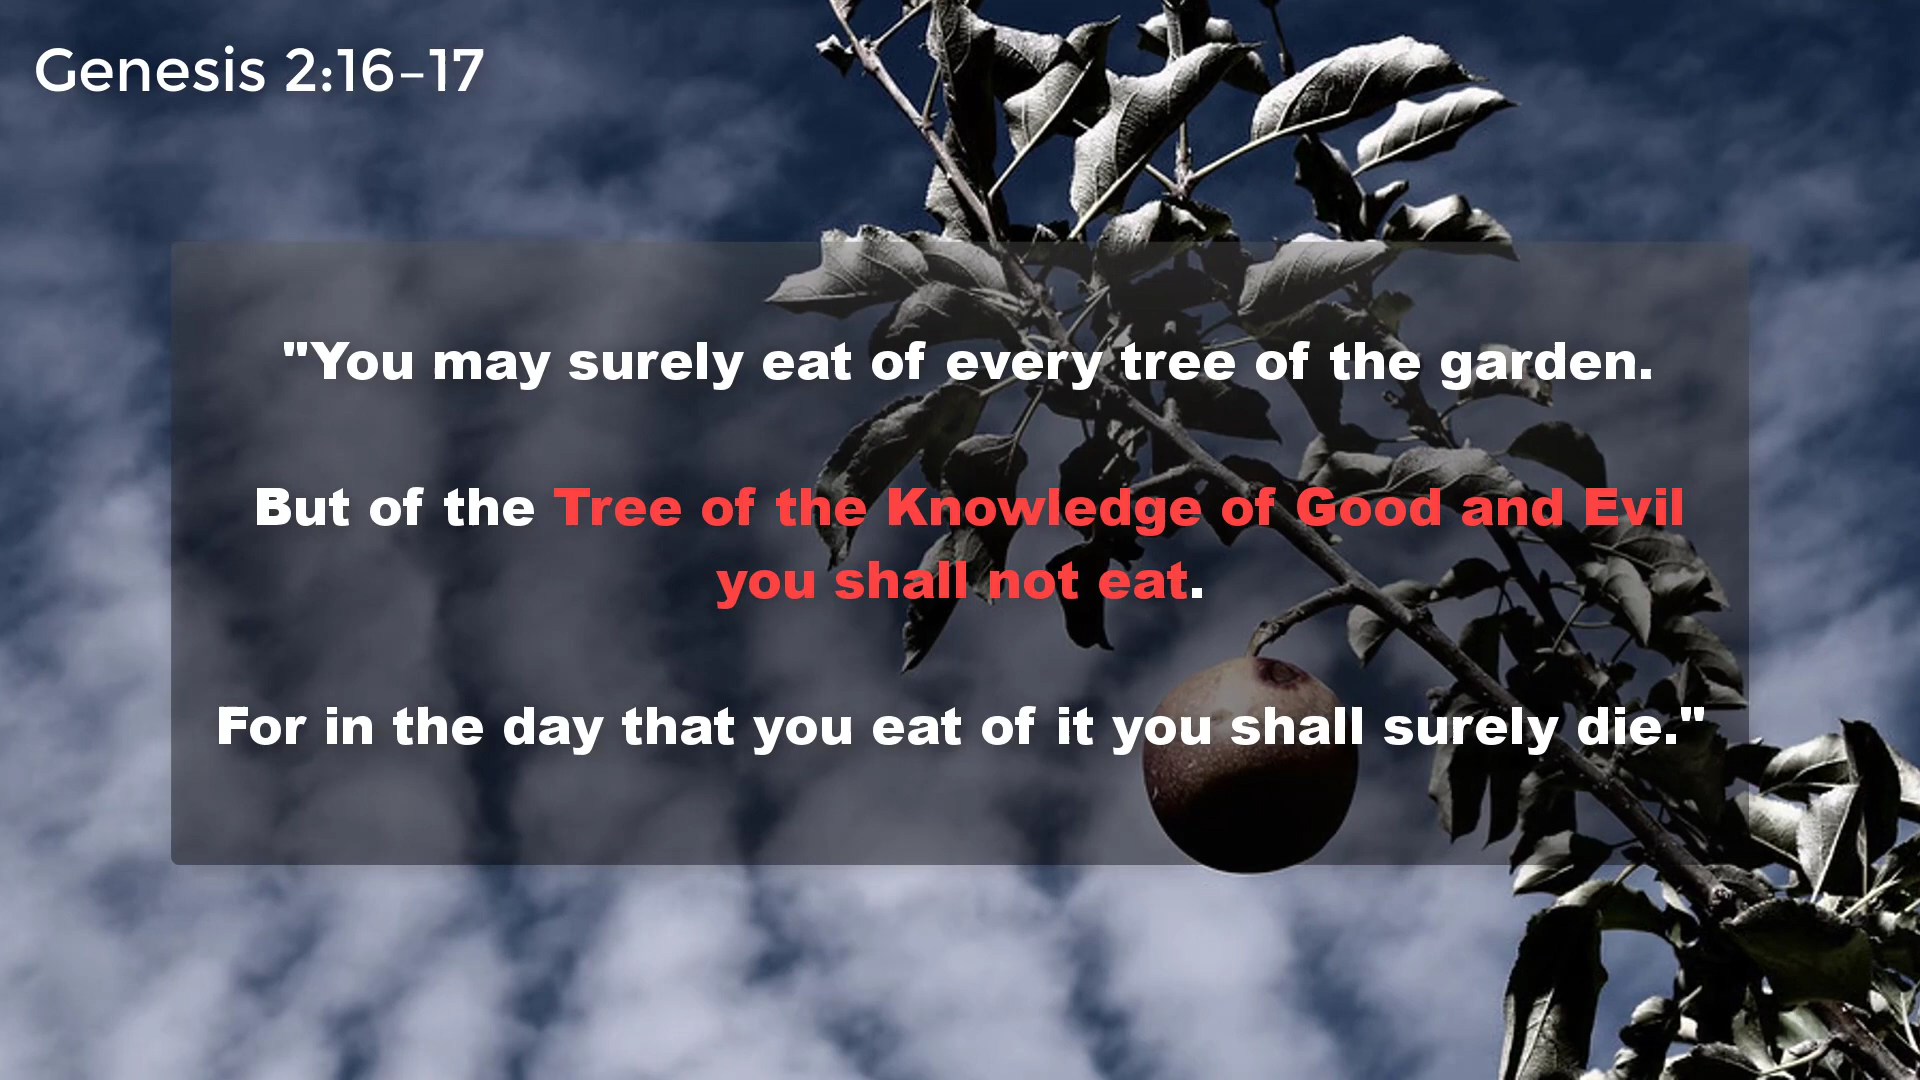 Genesis 2:16–17
"You may surely eat of every tree of the garden.
But of the Tree of the Knowledge of Good and Evil
you shall not eat.
For in the day that you eat of it you shall surely die."